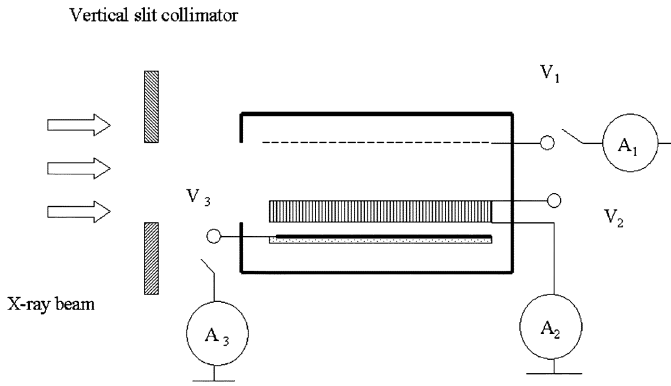 Vertical slit collimator
V1
A1
V3
V2
X-ray beam
A3
A2